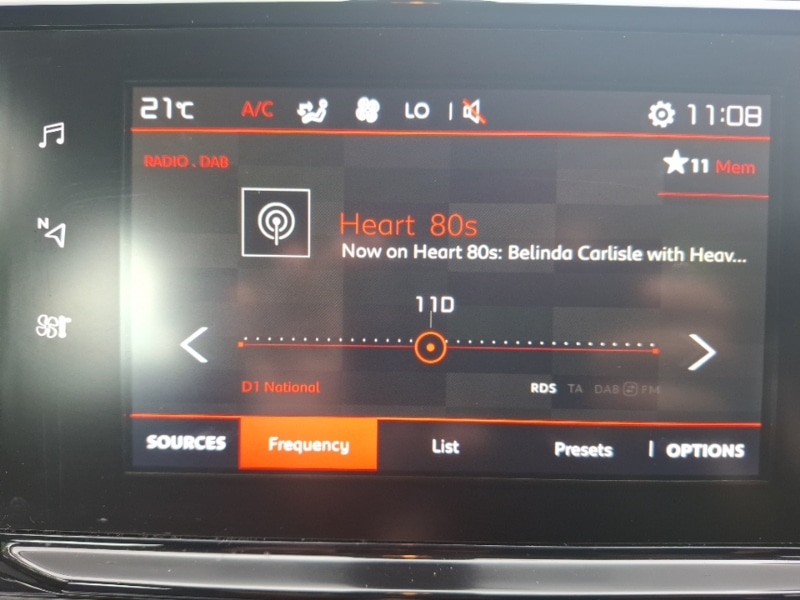 21°C A/C LO | 11:08
RADIO . DAB
11 Mem
Heart 80s
Now on Heart 80s: Belinda Carlisle with Heav...
11D
D1 National
RDS TA DAB FM
SOURCES Frequency List Presets | OPTIONS
N